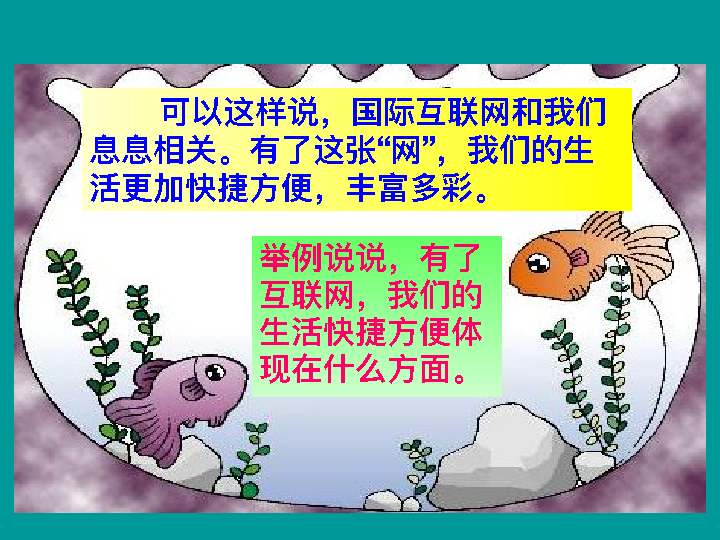 可以这样说，国际互联网和我们
息息相关。有了这张“网”，我们的生
活更加快捷方便，丰富多彩。
举例说说，有了
互联网，我们的
生活快捷方便体
现在什么方面。